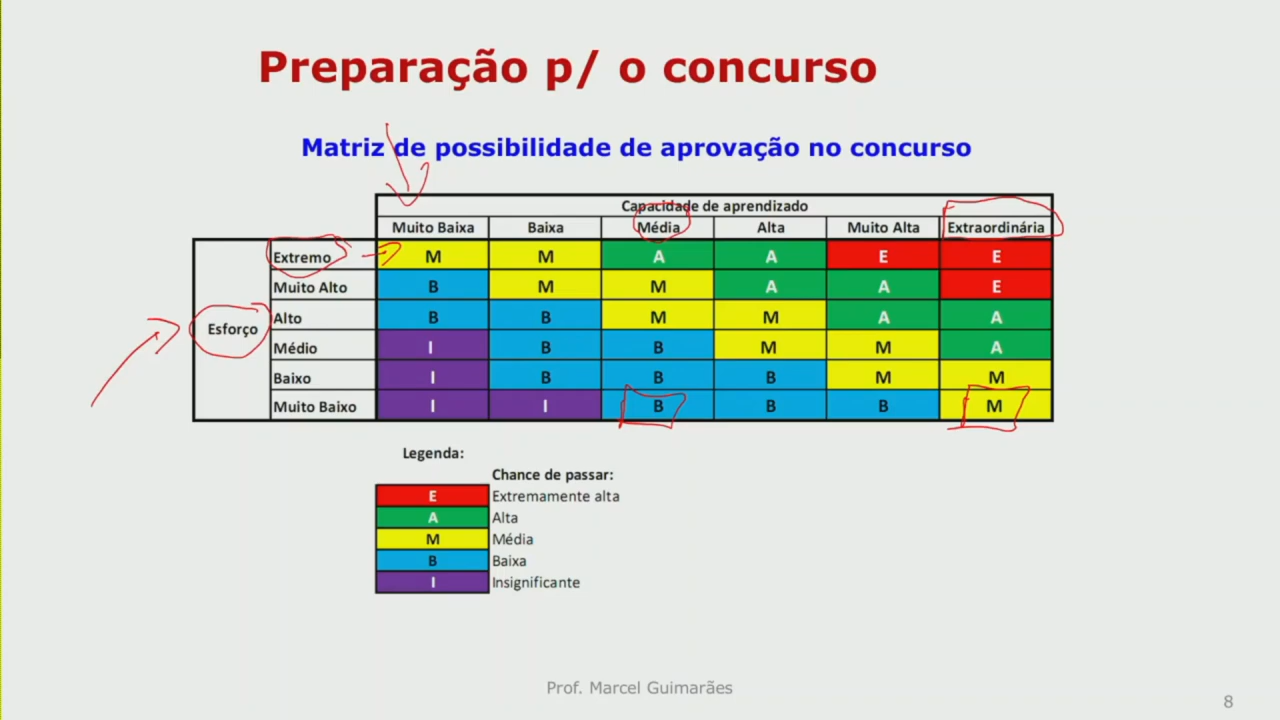 Preparação p/ o concurso
Matriz de possibilidade de aprovação no concurso
Capacidade de aprendizado
Muito Baixa Baixa Média Alta Muito Alta Extraordinária
Esforço
Extremo M M A A E E
Muito Alto B M M A A E
Alto B B M M A A
Médio I B B M M A
Baixo I B B B M M
Muito Baixo I I B B B M
Legenda:
Chance de passar:
E Extremamente alta
A Alta
M Média
B Baixa
I Insignificante
Prof. Marcel Guimarães
8